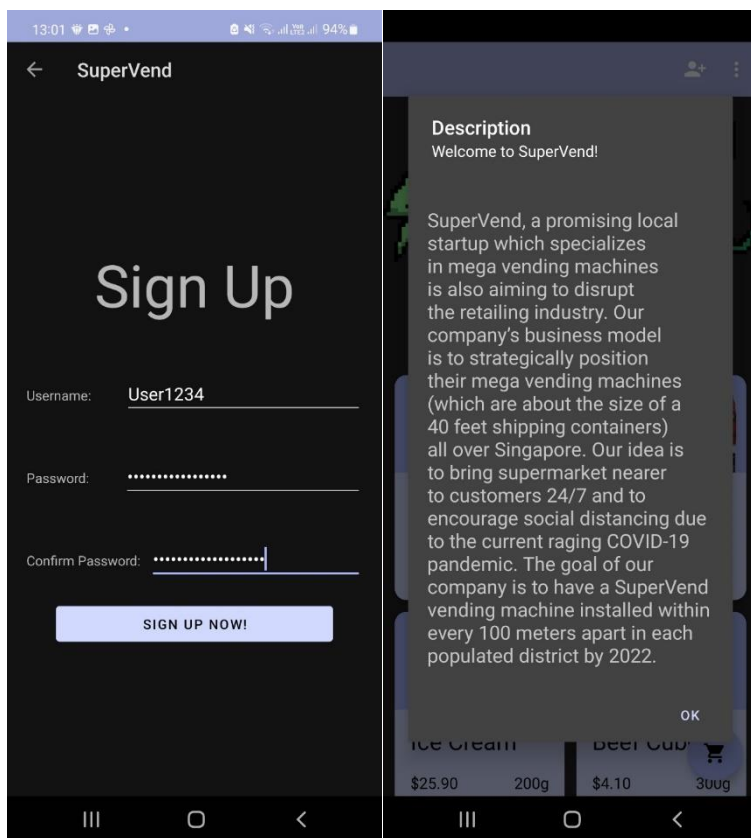 13:01
94%
SuperVend
Sign Up
Username: User1234
Password: •••••••••••••••••
Confirm Password: •••••••••••••••••••
SIGN UP NOW!
Description
Welcome to SuperVend!
SuperVend, a promising local
startup which specializes
in mega vending machines
is also aiming to disrupt
the retailing industry. Our
company's business model
is to strategically position
their mega vending machines
(which are about the size of a
40 feet shipping containers)
all over Singapore. Our idea is
to bring supermarket nearer
to customers 24/7 and to
encourage social distancing due
to the current raging COVID-19
pandemic. The goal of our
company is to have a SuperVend
vending machine installed within
every 100 meters apart in each
populated district by 2022.
OK
Ice Cream Beef Cub
$25.90 200g $4.10 300g